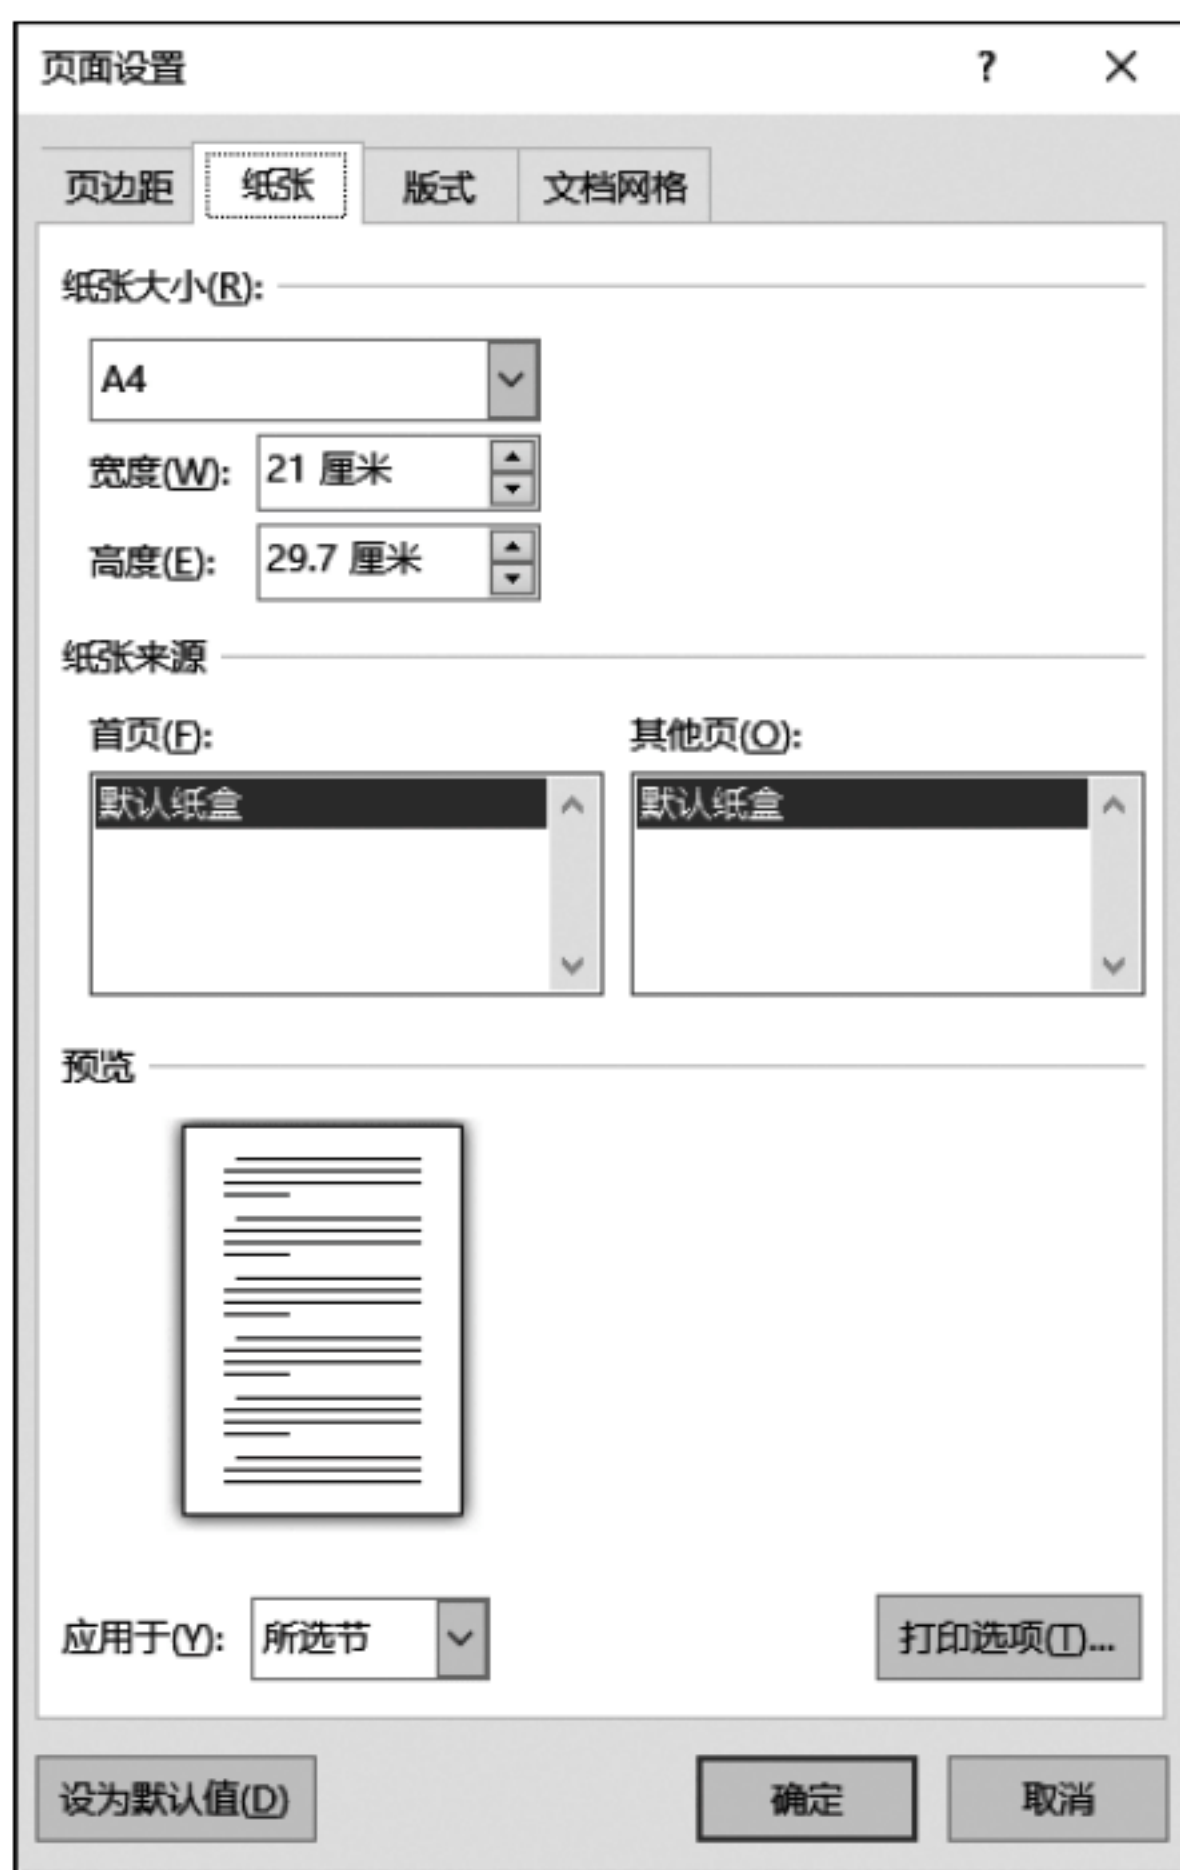 页面设置 ?
页边距 纸张 版式 文档网格
纸张大小(R):
A4
宽度(W): 21 厘米
高度(E): 29.7 厘米
纸张来源
首页(F): 其他页(O):
默认纸盒 默认纸盒
预览
应用于(Y): 所选节 打印选项(T)...
设为默认值(D) 确定 取消